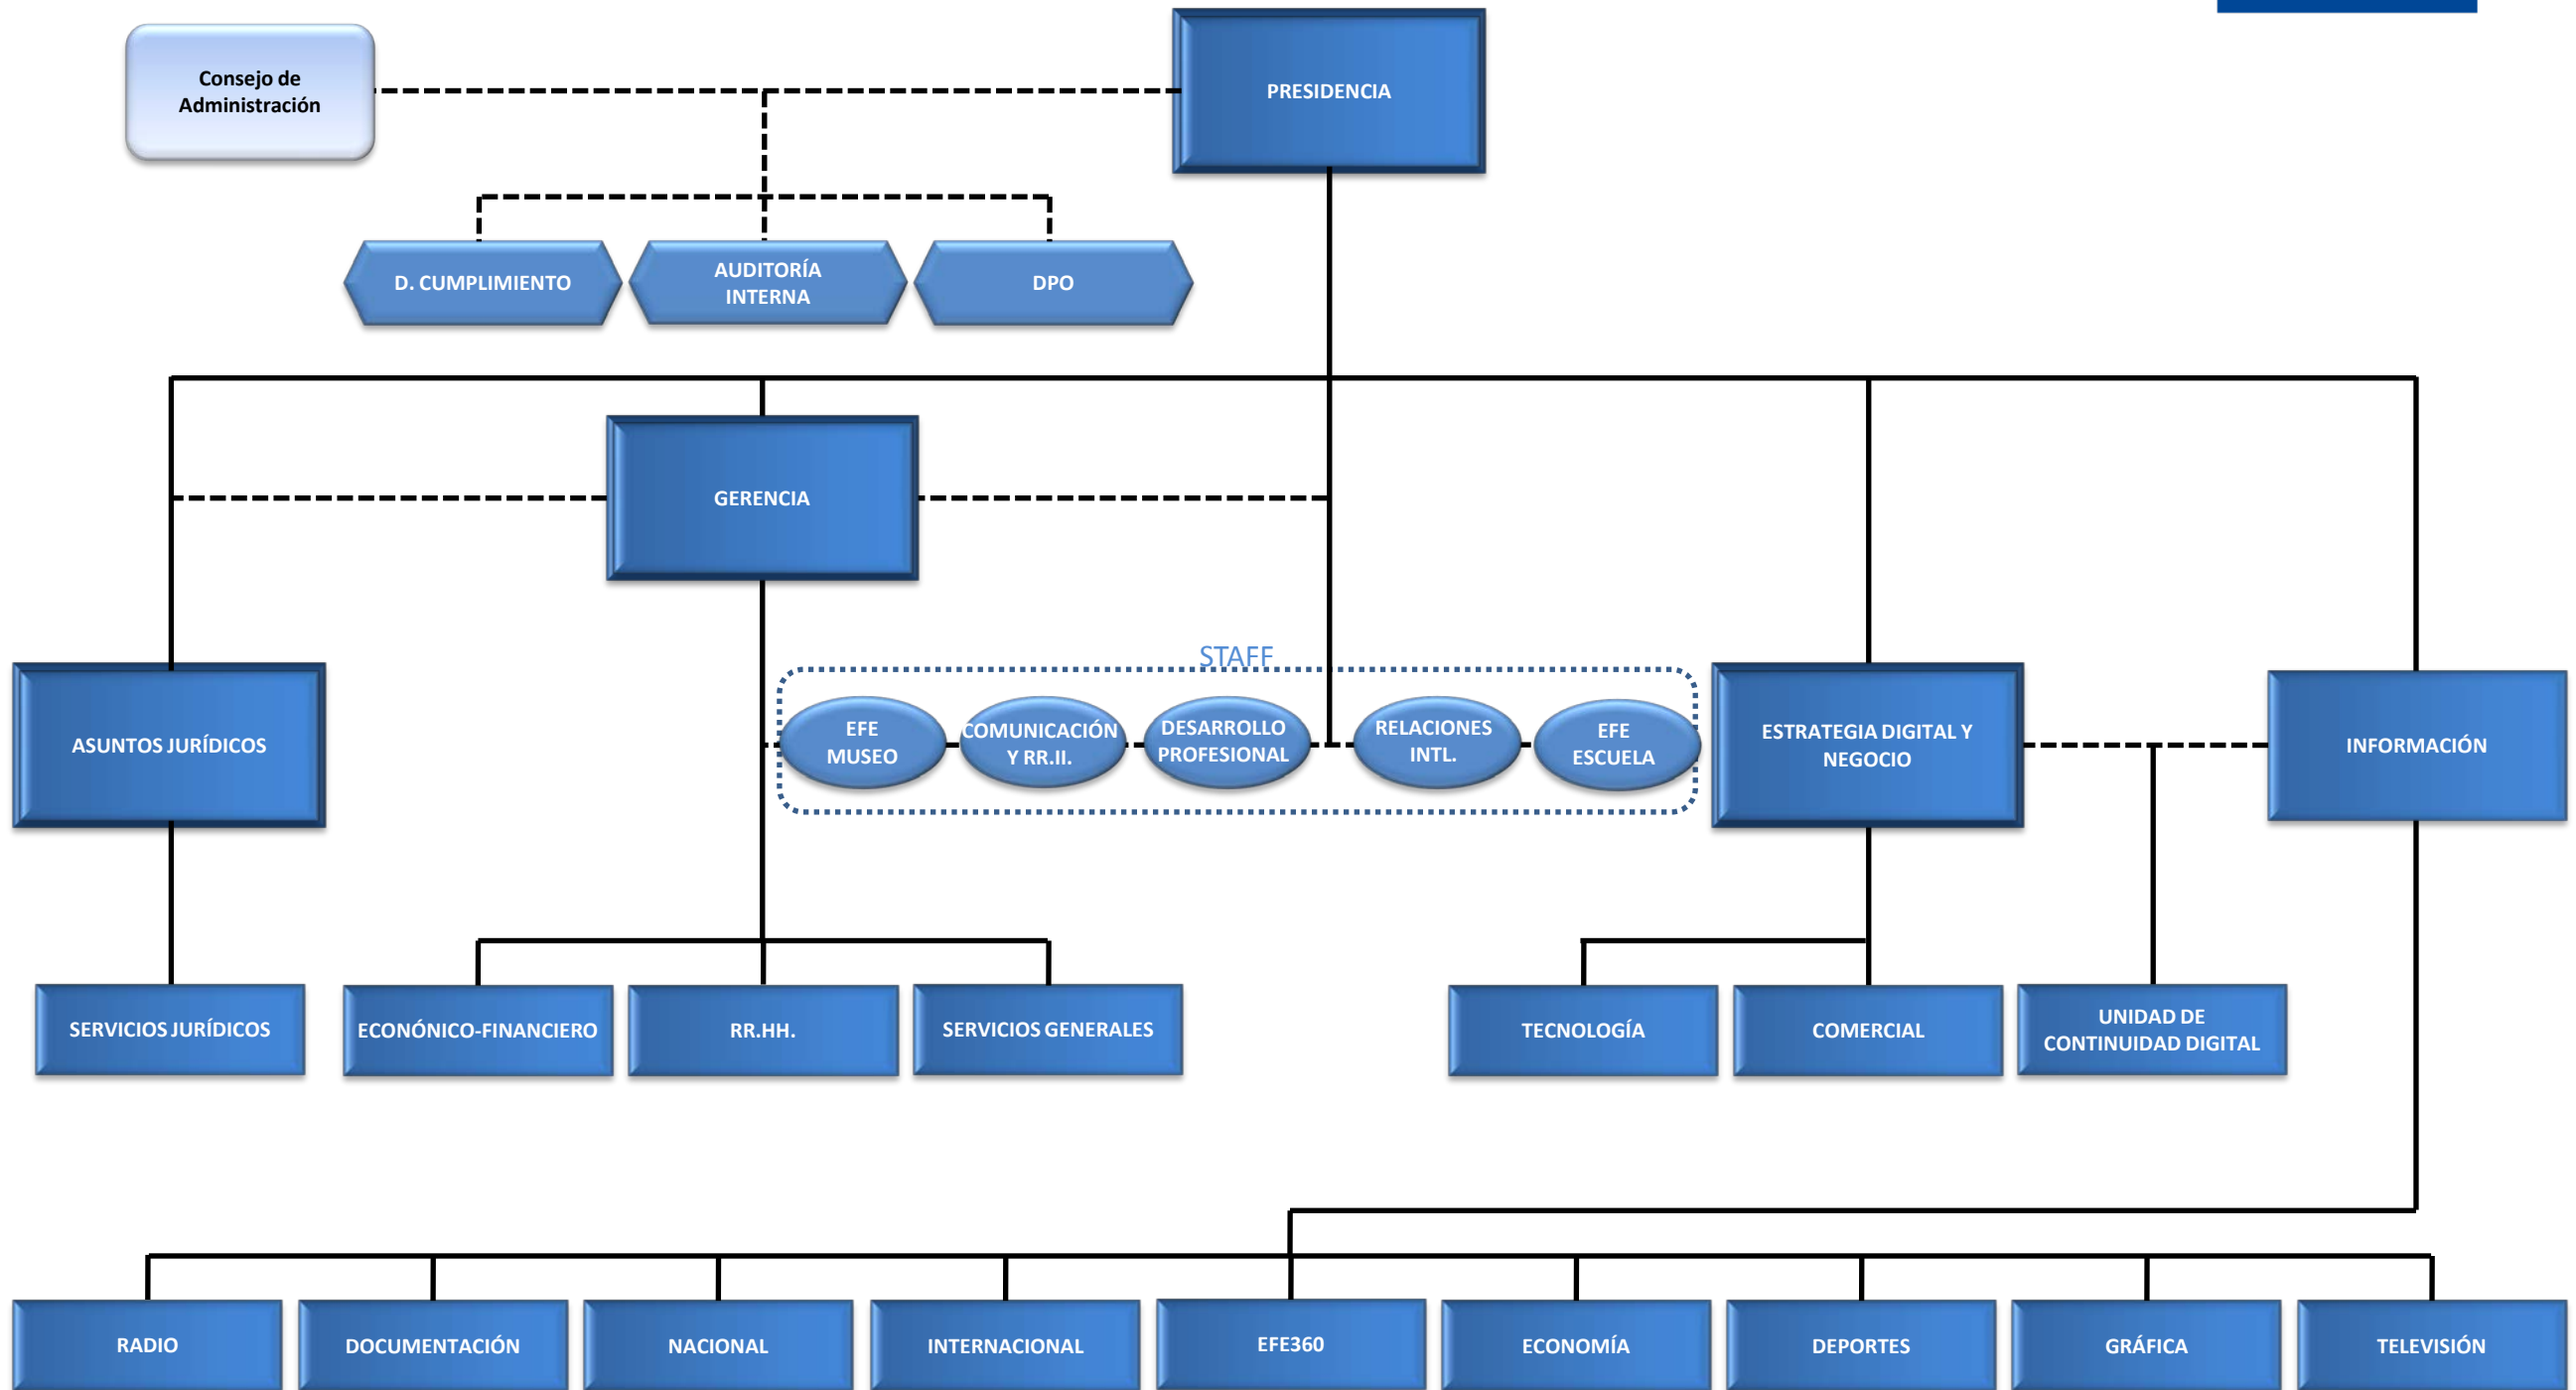 Consejo de
Administración
PRESIDENCIA
D. CUMPLIMIENTO
AUDITORÍA
INTERNA
DPO
GERENCIA
STAFF
ASUNTOS JURÍDICOS
EFE
MUSEO
COMUNICACIÓN
Y RR.II.
DESARROLLO
PROFESIONAL
RELACIONES
INTL.
EFE
ESCUELA
ESTRATEGIA DIGITAL Y
NEGOCIO
INFORMACIÓN
SERVICIOS JURÍDICOS
ECONÓNICO-FINANCIERO
RR.HH.
SERVICIOS GENERALES
TECNOLOGÍA
COMERCIAL
UNIDAD DE
CONTINUIDAD DIGITAL
RADIO
DOCUMENTACIÓN
NACIONAL
INTERNACIONAL
EFE360
ECONOMÍA
DEPORTES
GRÁFICA
TELEVISIÓN